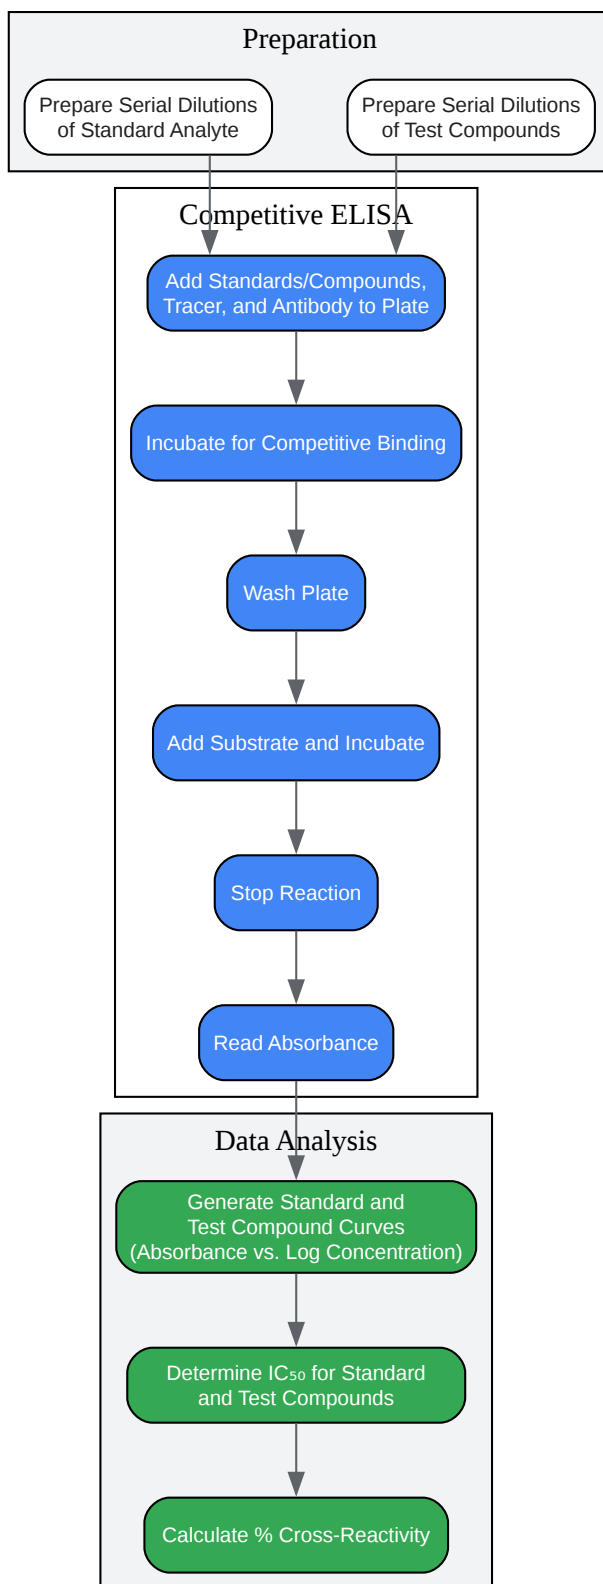 Preparation
Prepare Serial Dilutions
of Standard Analyte
Prepare Serial Dilutions
of Test Compounds
Competitive ELISA
Add Standards/Compounds,
Tracer, and Antibody to Plate
Incubate for Competitive Binding
Wash Plate
Add Substrate and Incubate
Stop Reaction
Read Absorbance
Data Analysis
Generate Standard and
Test Compound Curves
(Absorbance vs. Log Concentration)
Determine IC₅₀ for Standard
and Test Compounds
Calculate % Cross-Reactivity